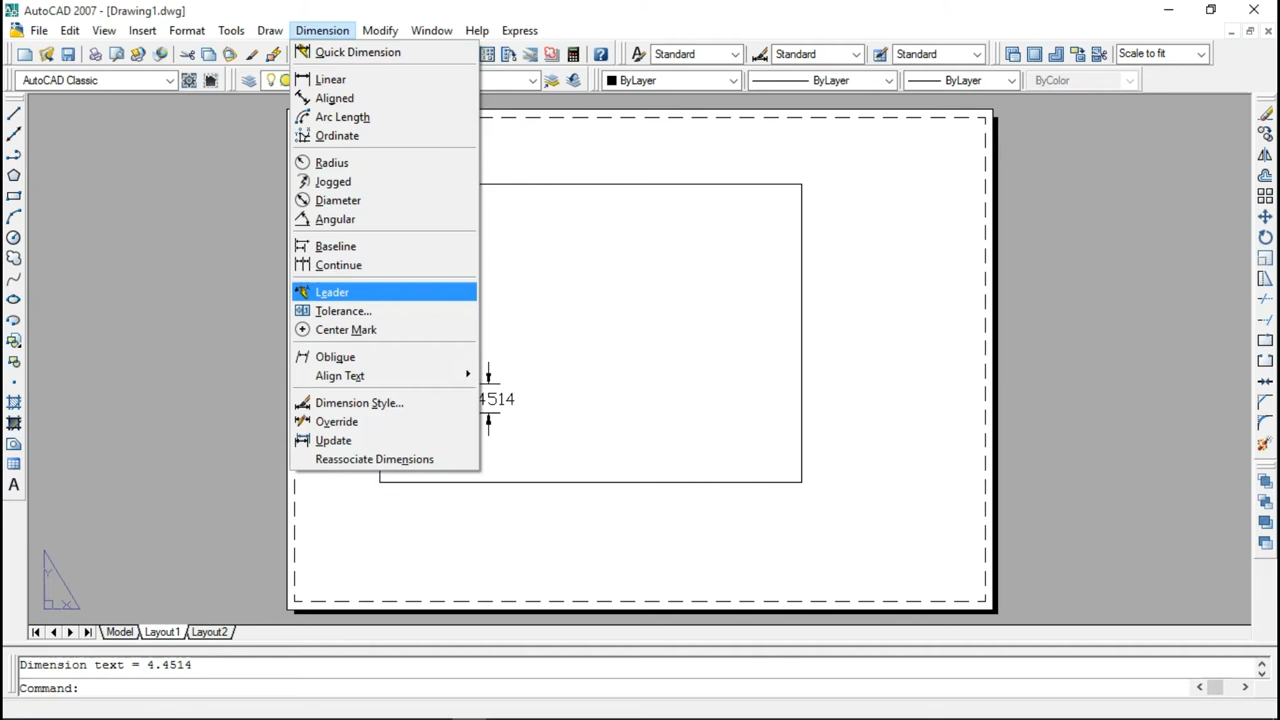 AutoCAD 2007 - [Drawing1.dwg]
File Edit View Insert Format Tools Draw Dimension Modify Window Help Express
Standard Standard Standard Scale to fit
AutoCAD Classic ByLayer ByLayer ByLayer ByColor
Quick Dimension
Linear
Aligned
Arc Length
Ordinate
Radius
Jogged
Diameter
Angular
Baseline
Continue
Leader
Tolerance...
Center Mark
Oblique
Align Text
Dimension Style...
Override
Update
Reassociate Dimensions
4514
A
Y
X
Model Layout1 Layout2
Dimension text = 4.4514
Command: